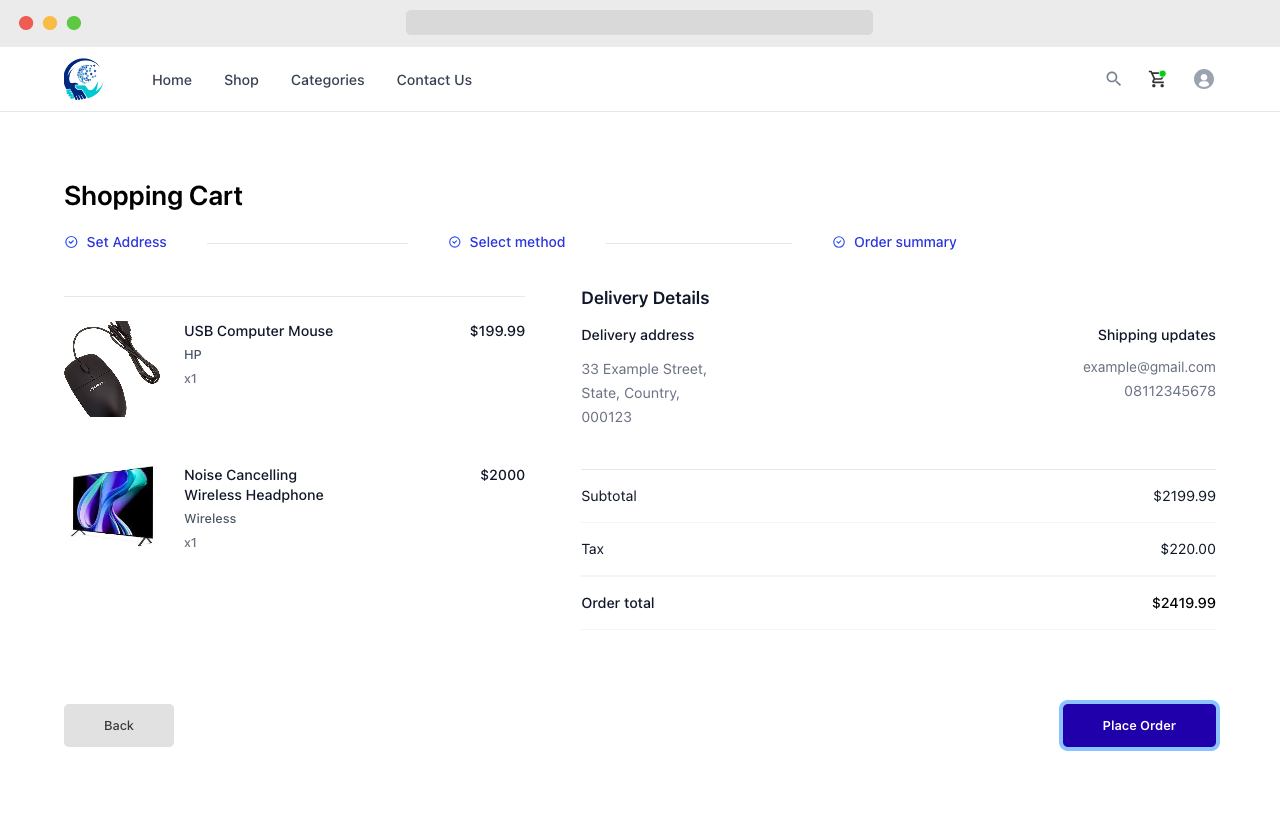 Home
Shop
Categories
Contact Us
Shopping Cart
Set Address
Select method
Order summary
USB Computer Mouse
$199.99
HP
x1
Noise Cancelling
Wireless Headphone
$2000
Wireless
x1
Delivery Details
Delivery address
Shipping updates
33 Example Street,
State, Country,
000123
example@gmail.com
08112345678
Subtotal
$2199.99
Tax
$220.00
Order total
$2419.99
Back
Place Order